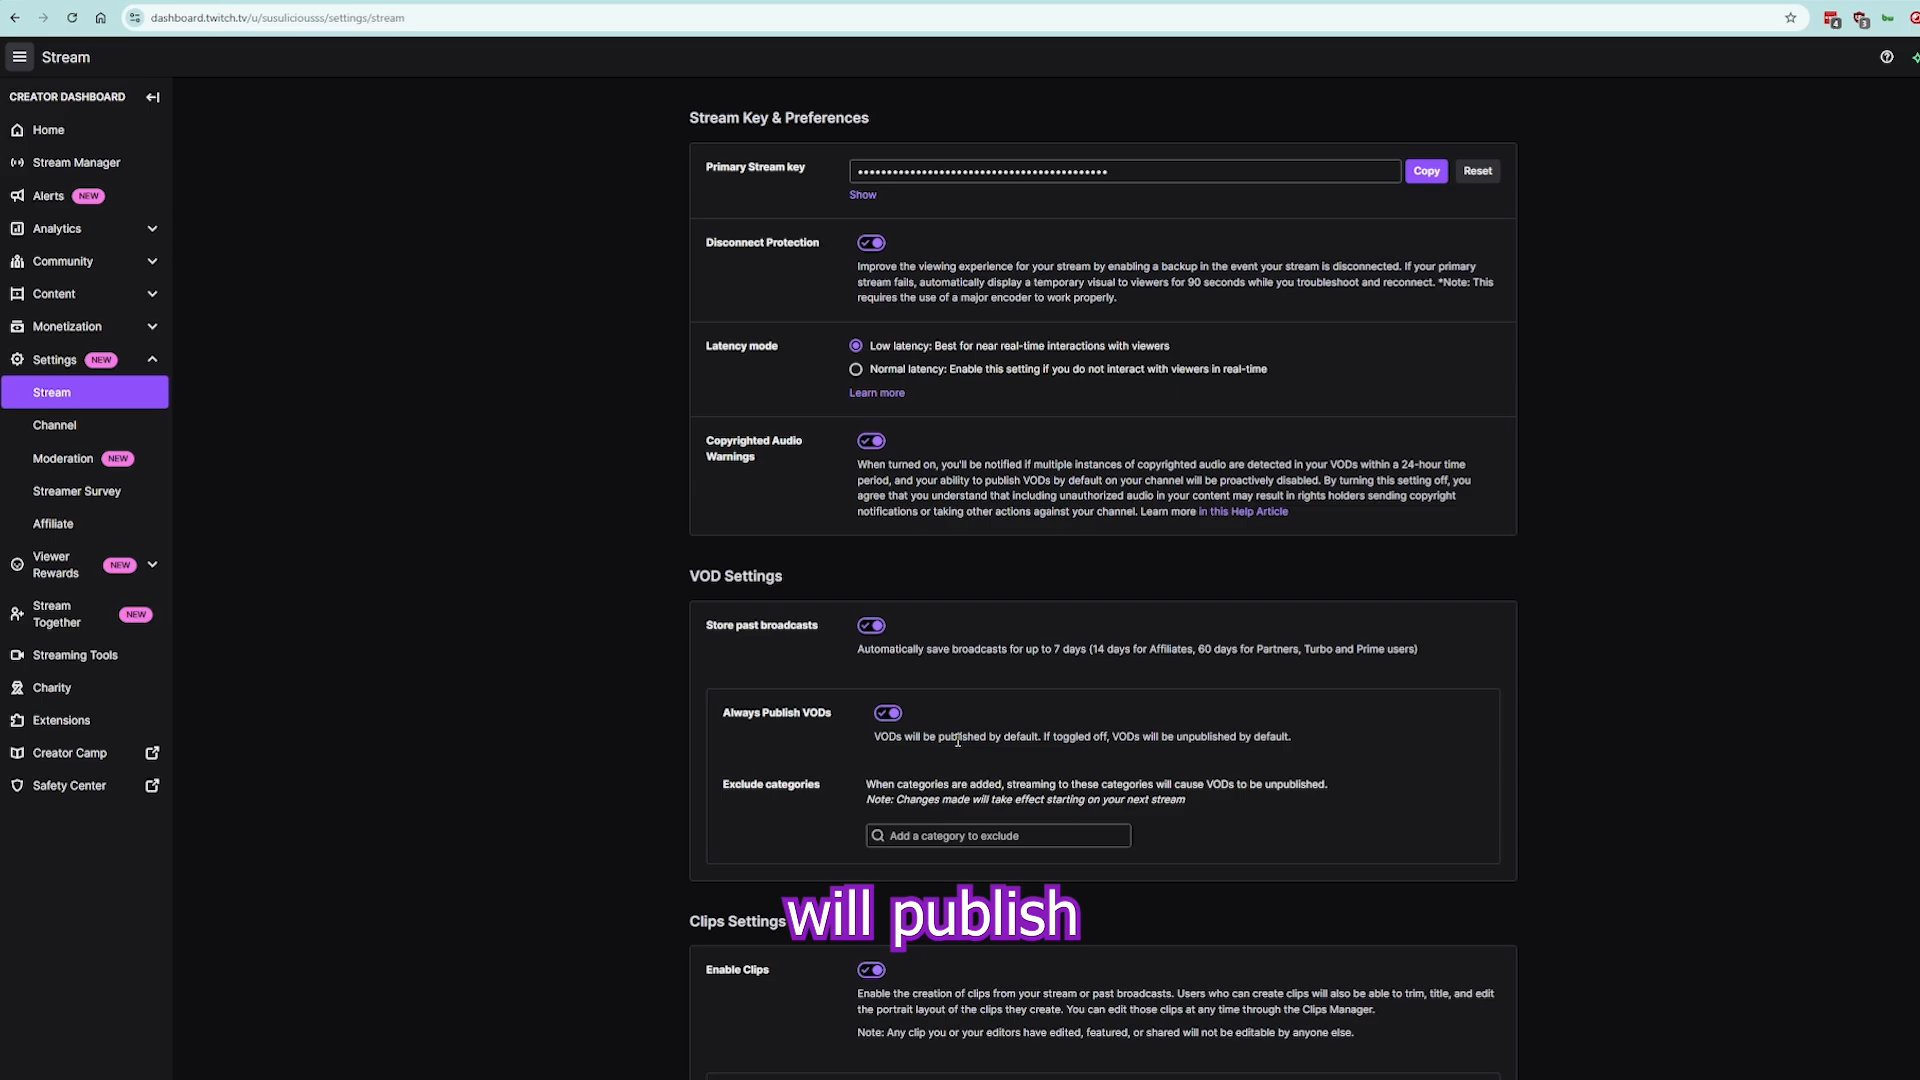 dashboard.twitch.tv/u/susuliciousss/settings/stream
Stream
CREATOR DASHBOARD
Home
Stream Manager
Alerts NEW
Analytics
Community
Content
Monetization
Settings NEW
Stream
Channel
Moderation NEW
Streamer Survey
Affiliate
Viewer
Rewards NEW
Stream
Together NEW
Streaming Tools
Charity
Extensions
Creator Camp
Safety Center
Stream Key & Preferences
Primary Stream key
Copy
Reset
Show
Disconnect Protection
Improve the viewing experience for your stream by enabling a backup in the event your stream is disconnected. If your primary
stream fails, automatically display a temporary visual to viewers for 90 seconds while you troubleshoot and reconnect. *Note: This
requires the use of a major encoder to work properly.
Latency mode
Low latency: Best for near real-time interactions with viewers
Normal latency: Enable this setting if you do not interact with viewers in real-time
Learn more
Copyrighted Audio
Warnings
When turned on, you'll be notified if multiple instances of copyrighted audio are detected in your VODs within a 24-hour time
period, and your ability to publish VODs by default on your channel will be proactively disabled. By turning this setting off, you
agree that you understand that including unauthorized audio in your content may result in rights holders sending copyright
notifications or taking other actions against your channel. Learn more in this Help Article
VOD Settings
Store past broadcasts
Automatically save broadcasts for up to 7 days (14 days for Affiliates, 60 days for Partners, Turbo and Prime users)
Always Publish VODs
VODs will be published by default. If toggled off, VODs will be unpublished by default.
Exclude categories
When categories are added, streaming to these categories will cause VODs to be unpublished.
Note: Changes made will take effect starting on your next stream
Add a category to exclude
will publish
Clips Settings
Enable Clips
Enable the creation of clips from your stream or past broadcasts. Users who can create clips will also be able to trim, title, and edit
the portrait layout of the clips they create. You can edit those clips at any time through the Clips Manager.
Note: Any clip you or your editors have edited, featured, or shared will not be editable by anyone else.